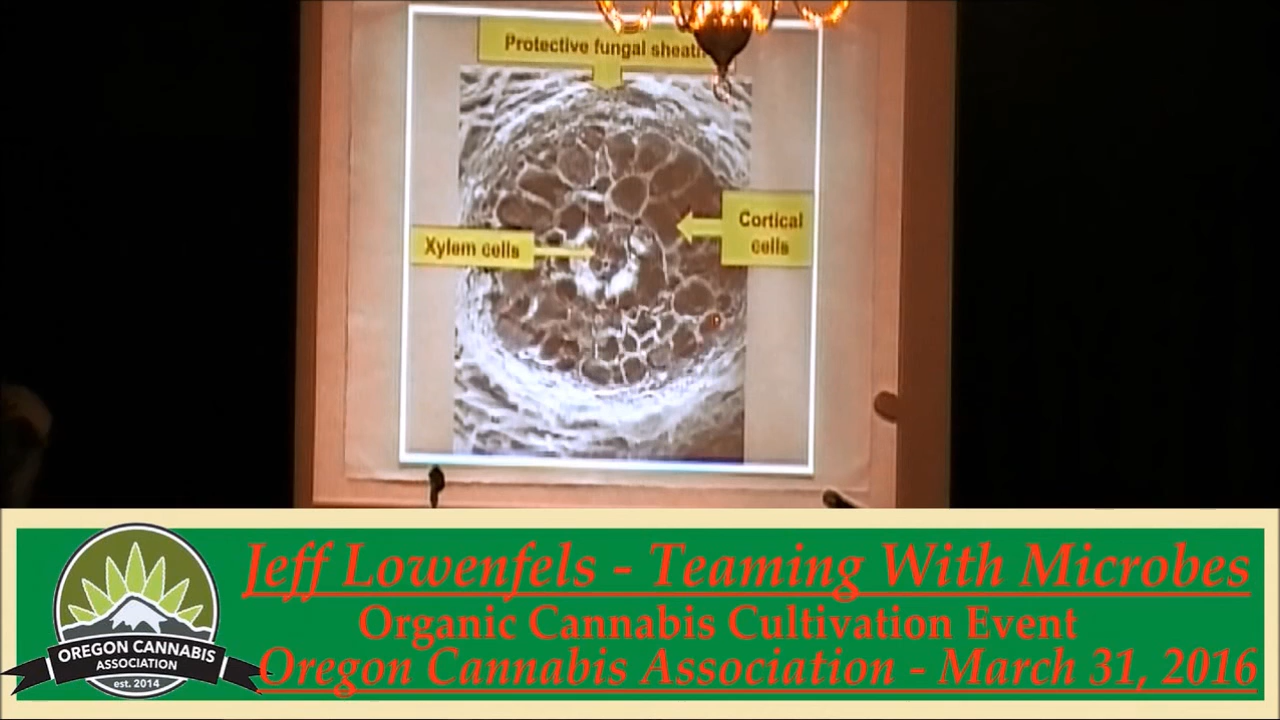 Protective fungal sheath
Cortical
cells
Xylem cells
Jeff Lowenfels - Teaming With Microbes
Organic Cannabis Cultivation Event
Oregon Cannabis Association - March 31, 2016
OREGON CANNABIS
ASSOCIATION
est. 2014